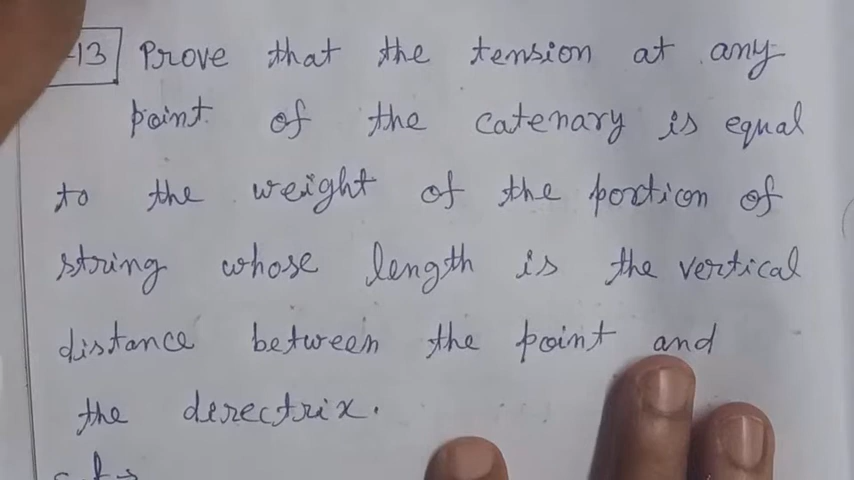 -13 Prove that the tension at any
point of the catenary is equal
to the weight of the portion of
string whose length is the vertical
distance between the point and
the derectrix.